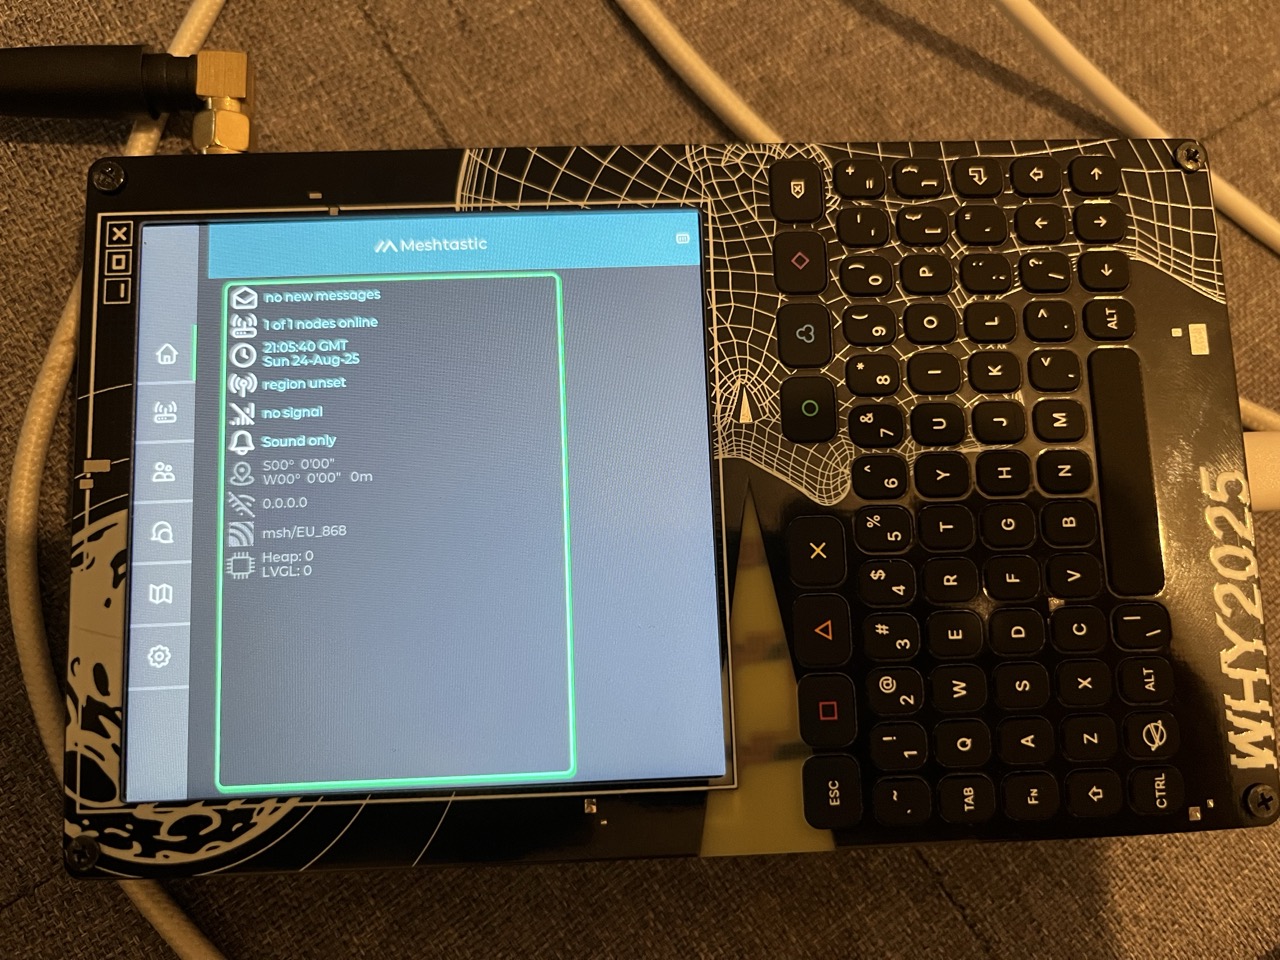 Meshtastic
no new messages
1 of 1 nodes online
21:05:40 GMT
Sun 24-Aug-25
region unset
no signal
Sound only
S00° 0'00"
W00° 0'00" 0m
0.0.0.0
msh/EU_868
Heap: 0
LVGL: 0
ESC
~ `
! 1
@ 2
# 3
$ 4
% 5
^ 6
& 7
* 8
( 9
) 0
_ -
+ =
TAB
Q
W
E
R
T
Y
U
I
O
P
{ [
} ]
FN
A
S
D
F
G
H
J
K
L
: ;
" '
Z
X
C
V
B
N
M
< ,
> .
? /
CTRL
ALT
| \
ALT
WHY2025